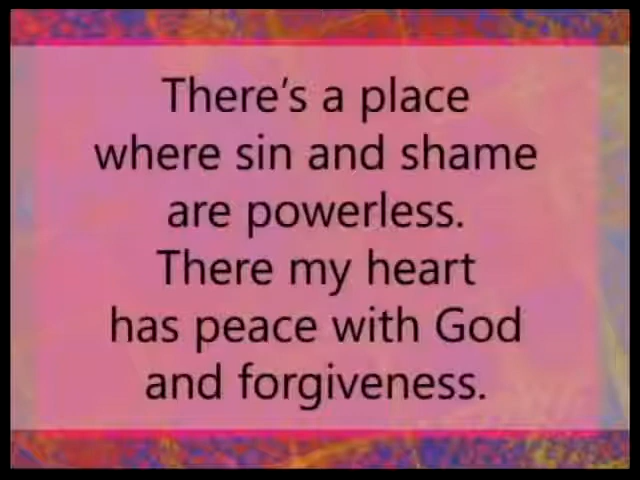 There's a place
where sin and shame
are powerless.
There my heart
has peace with God
and forgiveness.